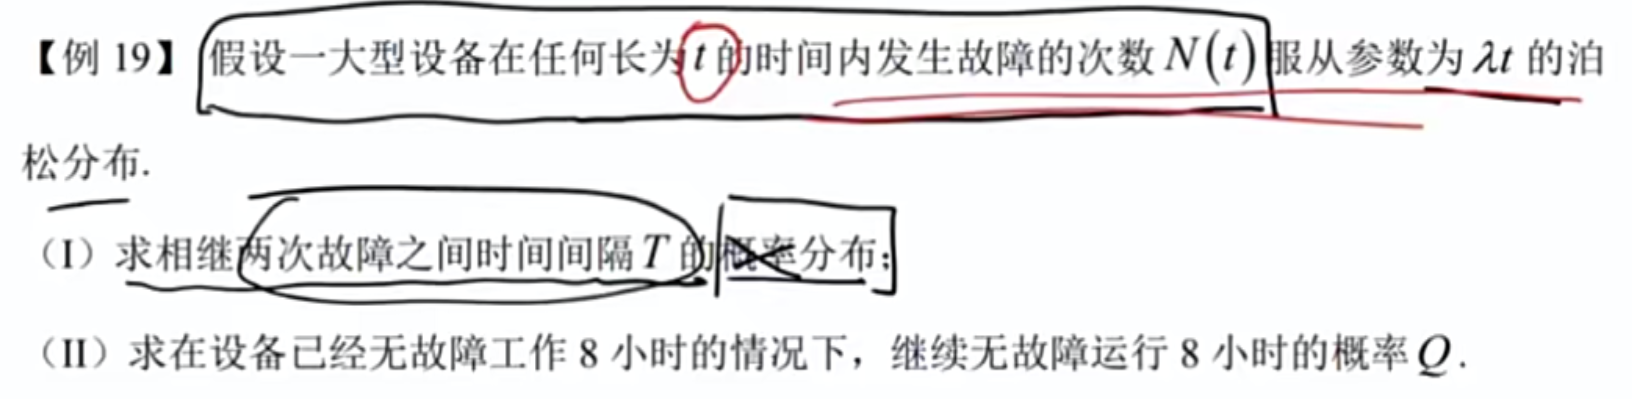 【例 19】假设一大型设备在任何长为 t 的时间内发生故障的次数 N(t) 服从参数为 λt 的泊
松分布.
（I）求相继两次故障之间时间间隔 T 的概率分布;
（II）求在设备已经无故障工作 8 小时的情况下，继续无故障运行 8 小时的概率 Q .